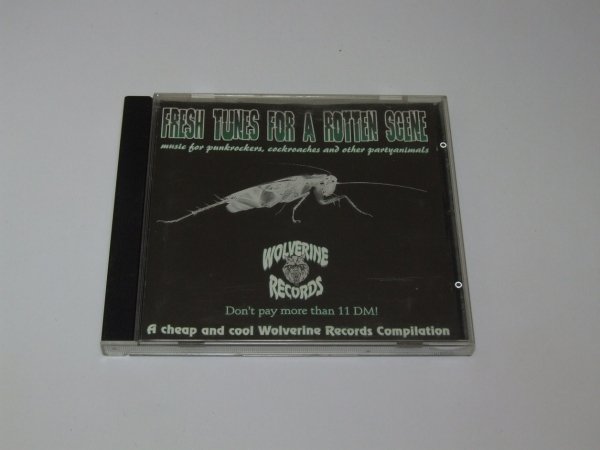 FRESH TUNES FOR A ROTTEN SCENE
music for punkrockers, cockroaches and other partyanimals
WOLVERINE
RECORDS
Don't pay more than 11 DM!
A cheap and cool Wolverine Records Compilation